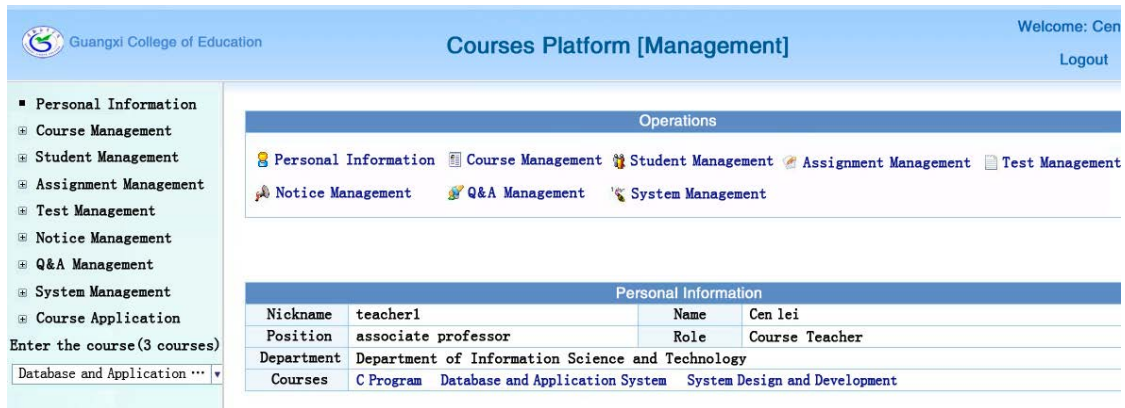 Guangxi College of Education
Courses Platform [Management]
Welcome: Cen
Logout
Personal Information
Course Management
Student Management
Assignment Management
Test Management
Notice Management
Q&A Management
System Management
Course Application
Enter the course(3 courses)
Database and Application ...
Operations
Personal Information Course Management Student Management Assignment Management Test Management
Notice Management Q&A Management System Management
Personal Information
Nickname teacher1 Name Cen lei
Position associate professor Role Course Teacher
Department Department of Information Science and Technology
Courses C Program Database and Application System System Design and Development